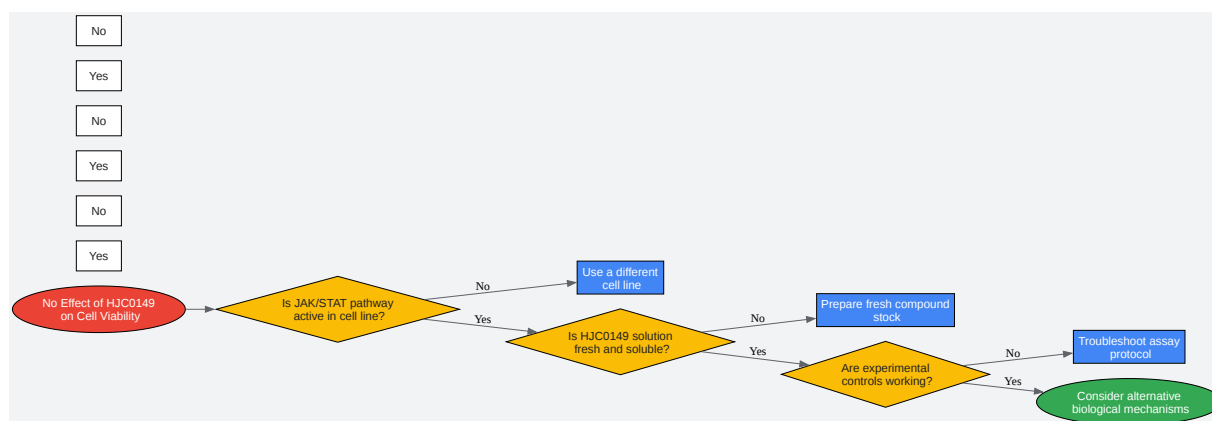 No
Yes
No
Yes
No
Yes
No Effect of HJC0149
on Cell Viability
Is JAK/STAT pathway
active in cell line?
No
Yes
Use a different
cell line
Is HJC0149 solution
fresh and soluble?
No
Yes
Prepare fresh compound
stock
Are experimental
controls working?
No
Yes
Troubleshoot assay
protocol
Consider alternative
biological mechanisms